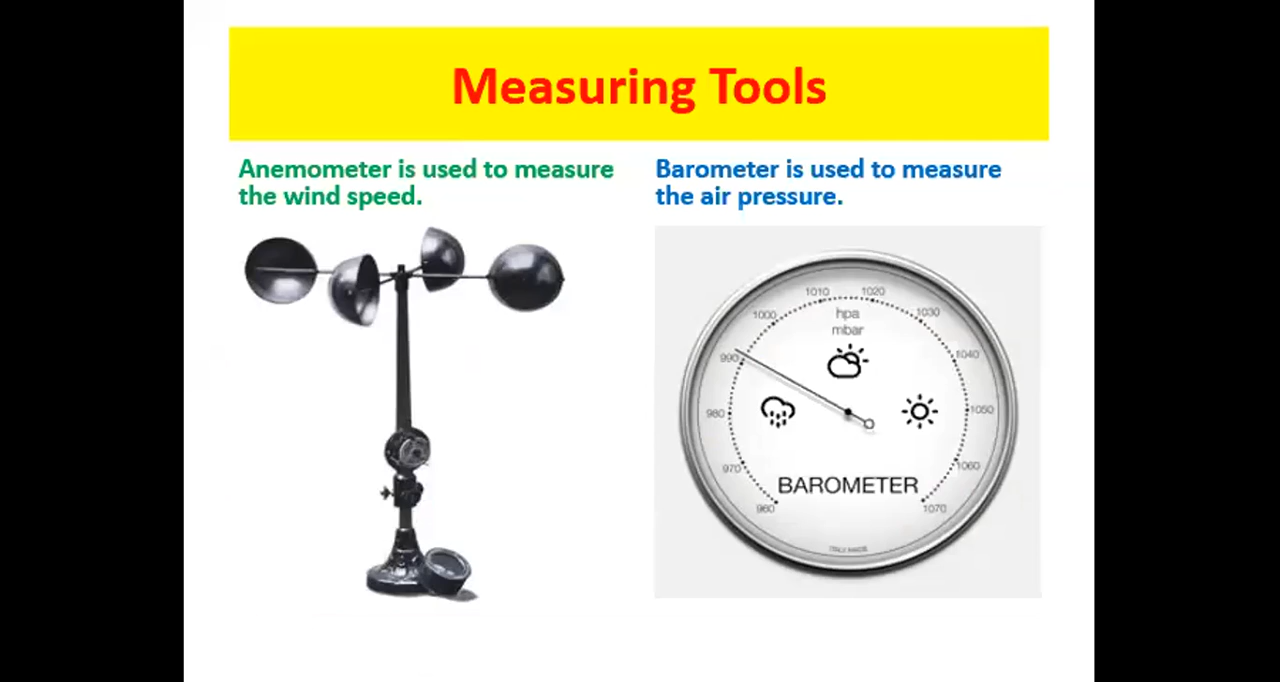 Measuring Tools
Anemometer is used to measure
the wind speed.
Barometer is used to measure
the air pressure.
1010
1020
1000
1030
hpa
mbar
990
1040
980
1050
970
1060
BAROMETER
960
1070